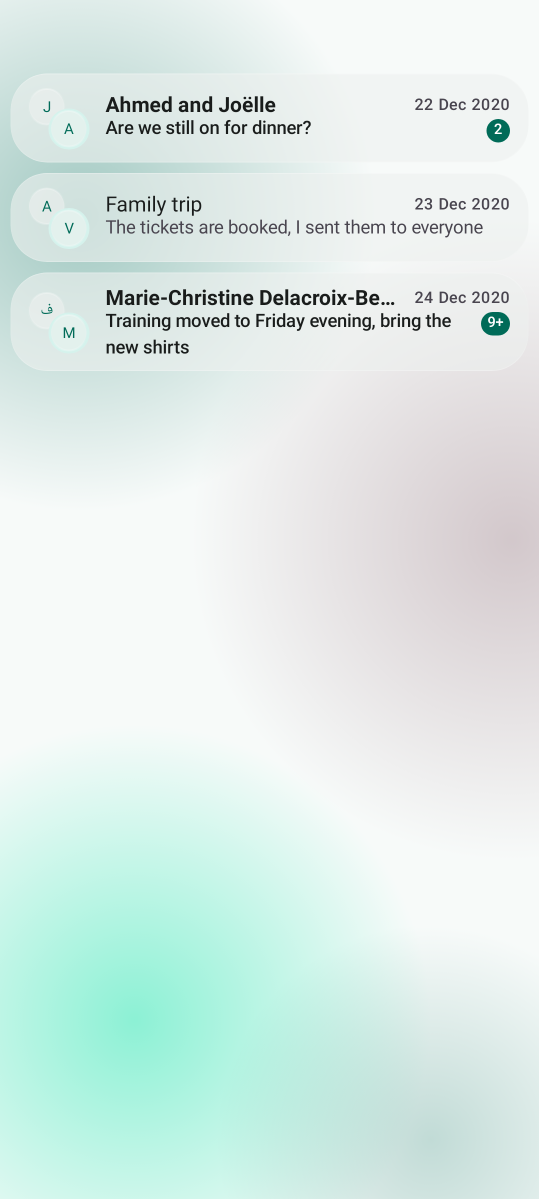 J
A
Ahmed and Joëlle
22 Dec 2020
Are we still on for dinner?
2
A
V
Family trip
23 Dec 2020
The tickets are booked, I sent them to everyone
ف
M
Marie-Christine Delacroix-Be…
24 Dec 2020
Training moved to Friday evening, bring the
new shirts
9+